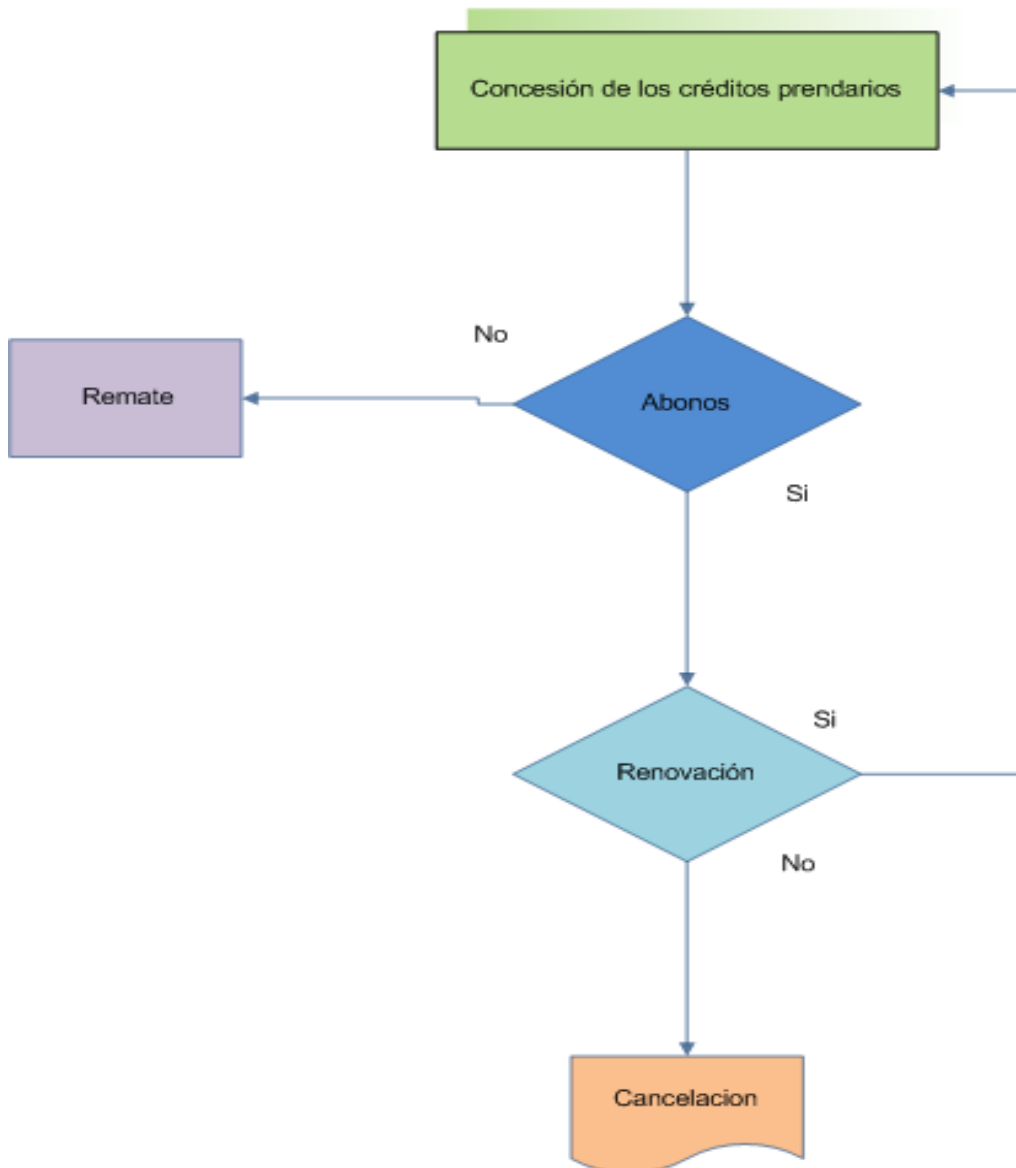 Concesión de los créditos prendarios
No
Remate
Abonos
Si
Si
Renovación
No
Cancelacion